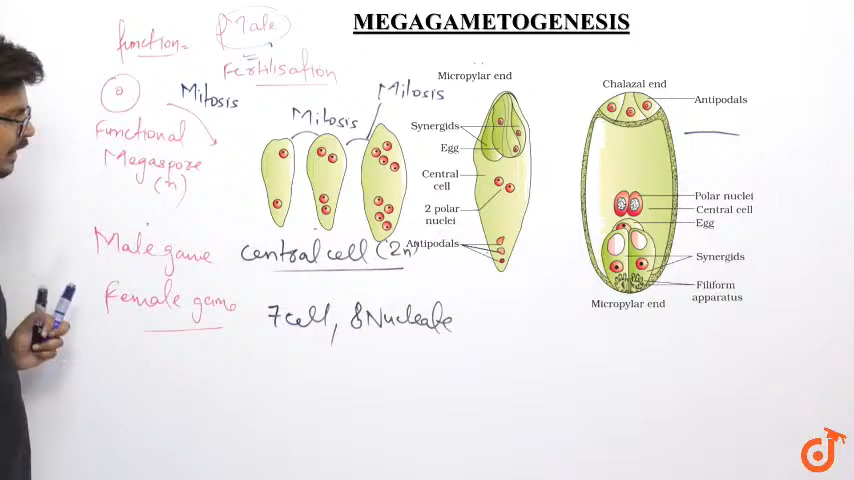 MEGAGAMETOGENESIS
function = Male
Fertilisation
Mitosis
Mitosis
Mitosis
Functional
Megaspore
(n)
Micropylar end
Synergids
Egg
Central
cell
2 polar
nuclei
Antipodals
Chalazal end
Antipodals
Polar nuclei
Central cell
Egg
Synergids
Filiform
apparatus
Micropylar end
Male game
central cell (2n)
Female game
7 cell, 8 Nucleate